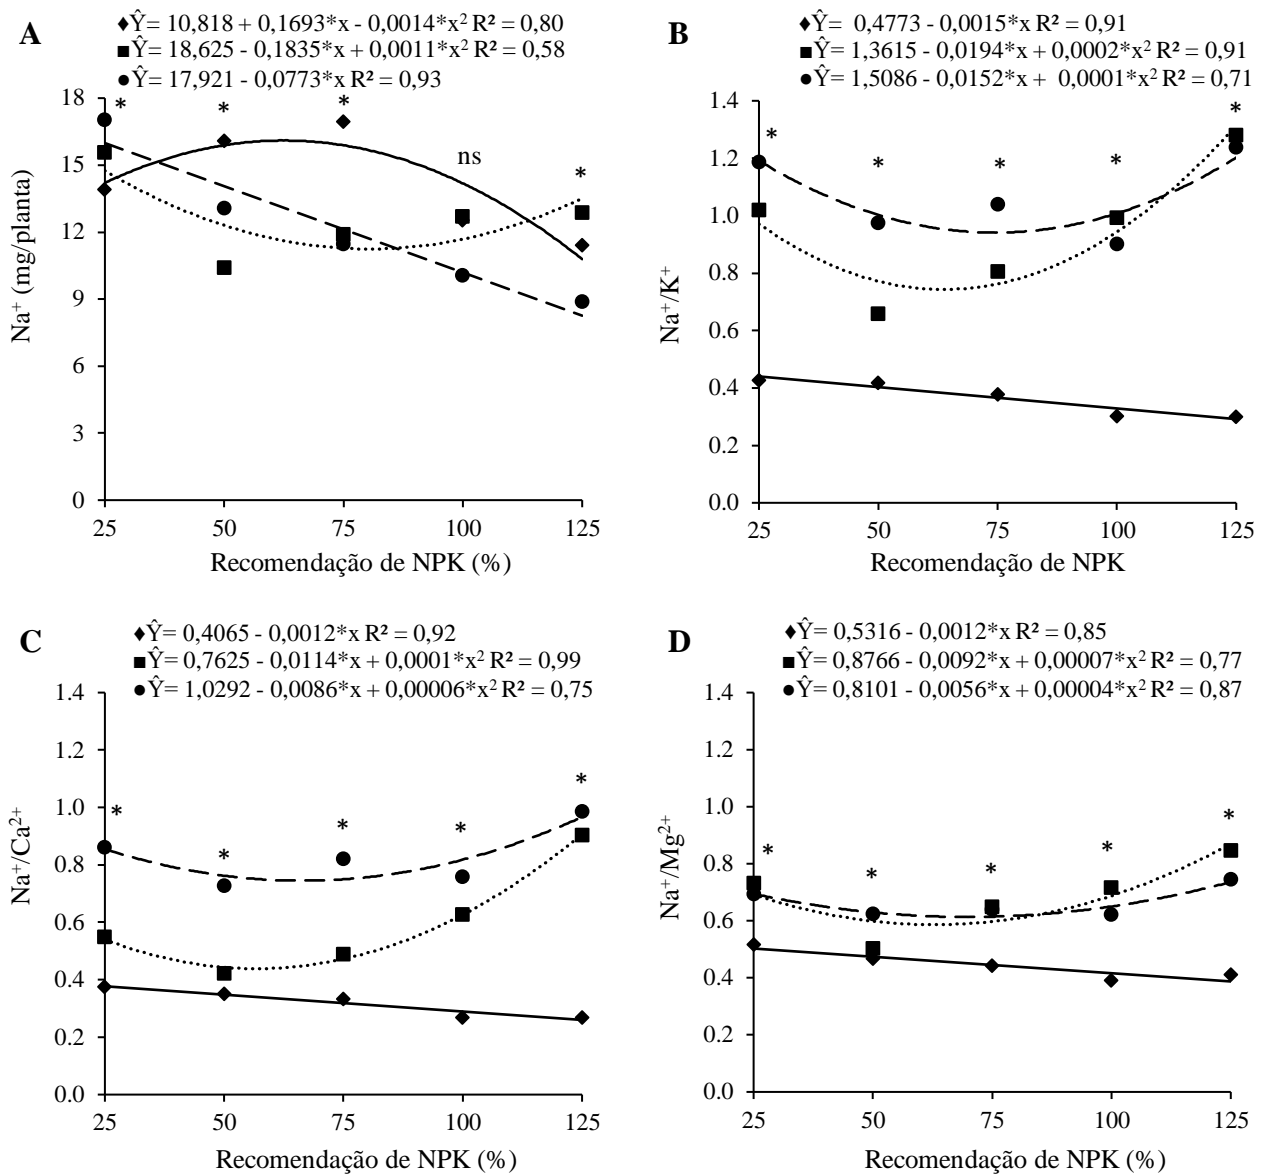 A
♦Ŷ= 10,818 + 0,1693*x - 0,0014*x² R² = 0,80
■Ŷ= 18,625 - 0,1835*x + 0,0011*x² R² = 0,58
●Ŷ= 17,921 - 0,0773*x R² = 0,93
18
15
12
9
6
3
0
* * * ns *
Na⁺ (mg/planta)
25 50 75 100 125
Recomendação de NPK (%)
B
♦Ŷ= 0,4773 - 0,0015*x R² = 0,91
■Ŷ= 1,3615 - 0,0194*x + 0,0002*x² R² = 0,91
●Ŷ= 1,5086 - 0,0152*x + 0,0001*x² R² = 0,71
1.4
1.2
1.0
0.8
0.6
0.4
0.2
0.0
* * * * *
Na⁺/K⁺
25 50 75 100 125
Recomendação de NPK
C
♦Ŷ= 0,4065 - 0,0012*x R² = 0,92
■Ŷ= 0,7625 - 0,0114*x + 0,0001*x² R² = 0,99
●Ŷ= 1,0292 - 0,0086*x + 0,00006*x² R² = 0,75
1.4
1.2
1.0
0.8
0.6
0.4
0.2
0.0
* * * * *
Na⁺/Ca²⁺
25 50 75 100 125
Recomendação de NPK (%)
D
♦Ŷ= 0,5316 - 0,0012*x R² = 0,85
■Ŷ= 0,8766 - 0,0092*x + 0,00007*x² R² = 0,77
●Ŷ= 0,8101 - 0,0056*x + 0,00004*x² R² = 0,87
1.4
1.2
1.0
0.8
0.6
0.4
0.2
0.0
* * * * *
Na⁺/Mg²⁺
25 50 75 100 125
Recomendação de NPK (%)